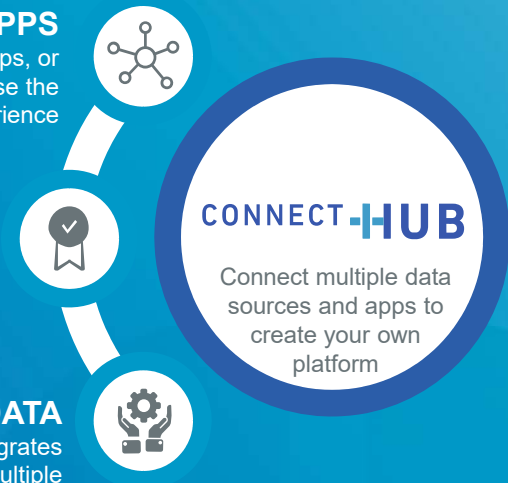 PPS
ps, or
se the
rience
CONNECT HUB
Connect multiple data
sources and apps to
create your own
platform
ATA
grates
ultiple